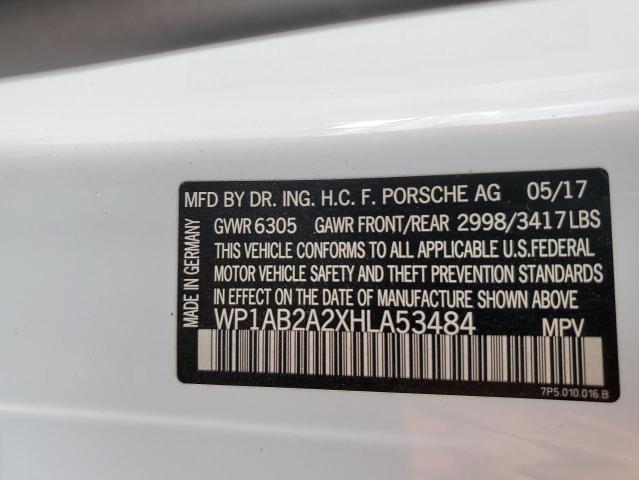 MFD BY DR. ING. H.C. F. PORSCHE AG 05/17
GVWR 6305 GAWR FRONT/REAR 2998/3417LBS
THIS VEHICLE CONFORMS TO ALL APPLICABLE U.S.FEDERAL
MOTOR VEHICLE SAFETY AND THEFT PREVENTION STANDARDS
IN EFFECT ON THE DATE OF MANUFACTURE SHOWN ABOVE
WP1AB2A2XHLA53484 MPV
7P5.010.016.B
MADE IN GERMANY